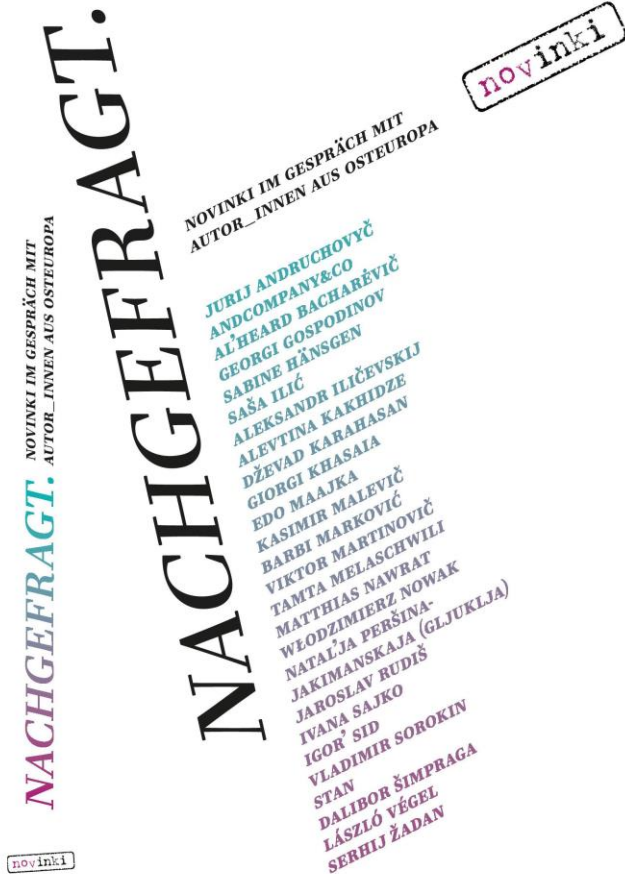 NACHGEFRAGT.
NOVINKI IM GESPRÄCH MIT
AUTOR_INNEN AUS OSTEUROPA
novinki
NACHGEFRAGT.
novinki
NOVINKI IM GESPRÄCH MIT
AUTOR_INNEN AUS OSTEUROPA
JURIJ ANDRUCHOVYČ
ANDCOMPANY&CO
AL'HEARD BACHARĖVIČ
GEORGI GOSPODINOV
SABINE HÄNSGEN
SAŠA ILIĆ
ALEKSANDR ILIČEVSKIJ
ALEVTINA KAKHIDZE
DŽEVAD KARAHASAN
GIORGI KHASAIA
EDO MAAJKA
KASIMIR MALEVIČ
BARBI MARKOVIĆ
VIKTOR MARTINOVIČ
TAMTA MELASCHWILI
MATTHIAS NAWRAT
WŁODZIMIERZ NOWAK
NATAL'JA PERŠINA-
JAKIMANSKAJA (GLJUKLJA)
JAROSLAV RUDIŠ
IVANA SAJKO
IGOR' SID
VLADIMIR SOROKIN
STAN
DALIBOR ŠIMPRAGA
LÁSZLÓ VÉGEL
SERHIJ ŽADAN